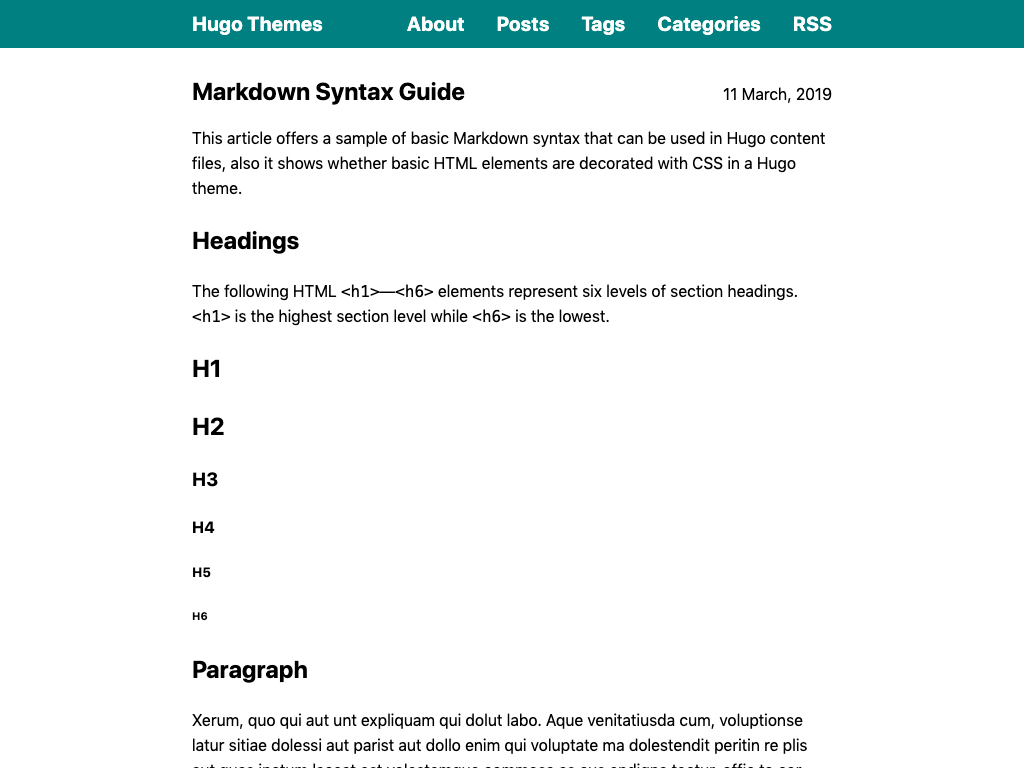 Hugo Themes About Posts Tags Categories RSS
Markdown Syntax Guide 11 March, 2019
This article offers a sample of basic Markdown syntax that can be used in Hugo content
files, also it shows whether basic HTML elements are decorated with CSS in a Hugo
theme.
Headings
The following HTML <h1>—<h6> elements represent six levels of section headings.
<h1> is the highest section level while <h6> is the lowest.
H1
H2
H3
H4
H5
H6
Paragraph
Xerum, quo qui aut unt expliquam qui dolut labo. Aque venitatiusda cum, voluptionse
latur sitiae dolessi aut parist aut dollo enim qui voluptate ma dolestendit peritin re plis